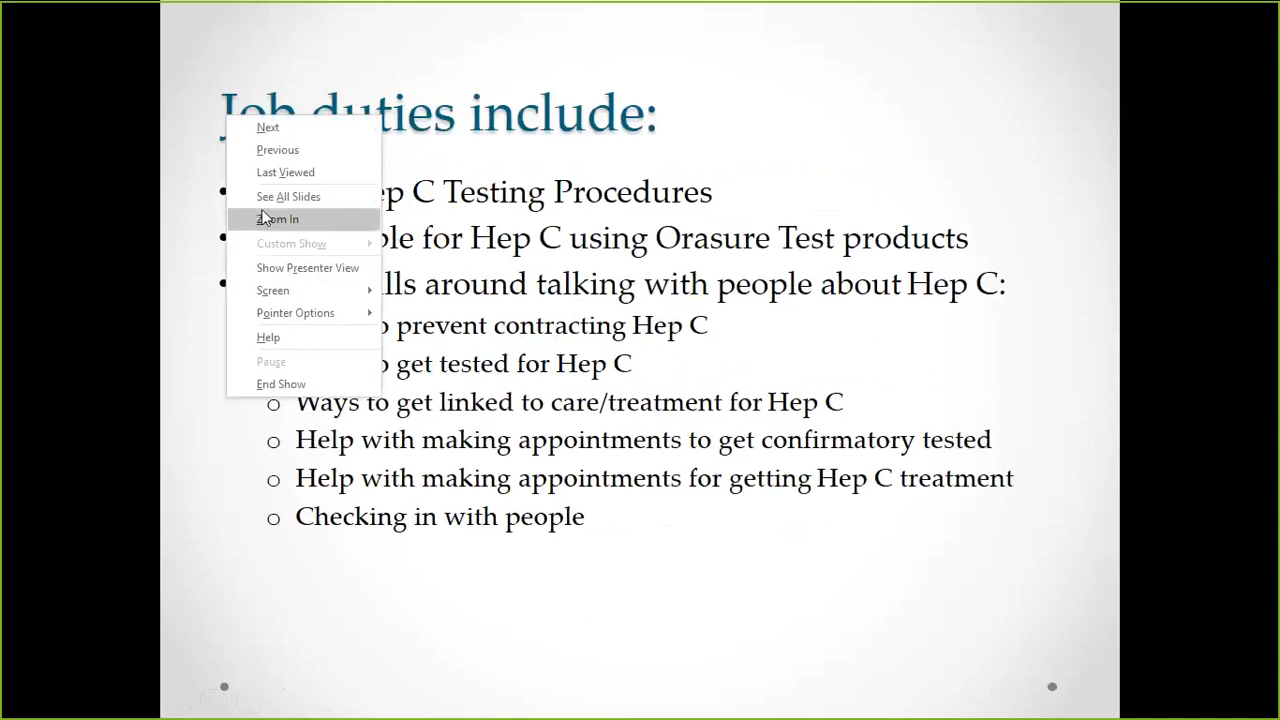 Job duties include:
Next
Previous
Last Viewed
See All Slides
Zoom In
Custom Show
Show Presenter View
Screen
Pointer Options
Help
Pause
End Show
C Testing Procedures
for Hep C using Orasure Test products
around talking with people about Hep C:
prevent contracting Hep C
get tested for Hep C
Ways to get linked to care/treatment for Hep C
Help with making appointments to get confirmatory tested
Help with making appointments for getting Hep C treatment
Checking in with people